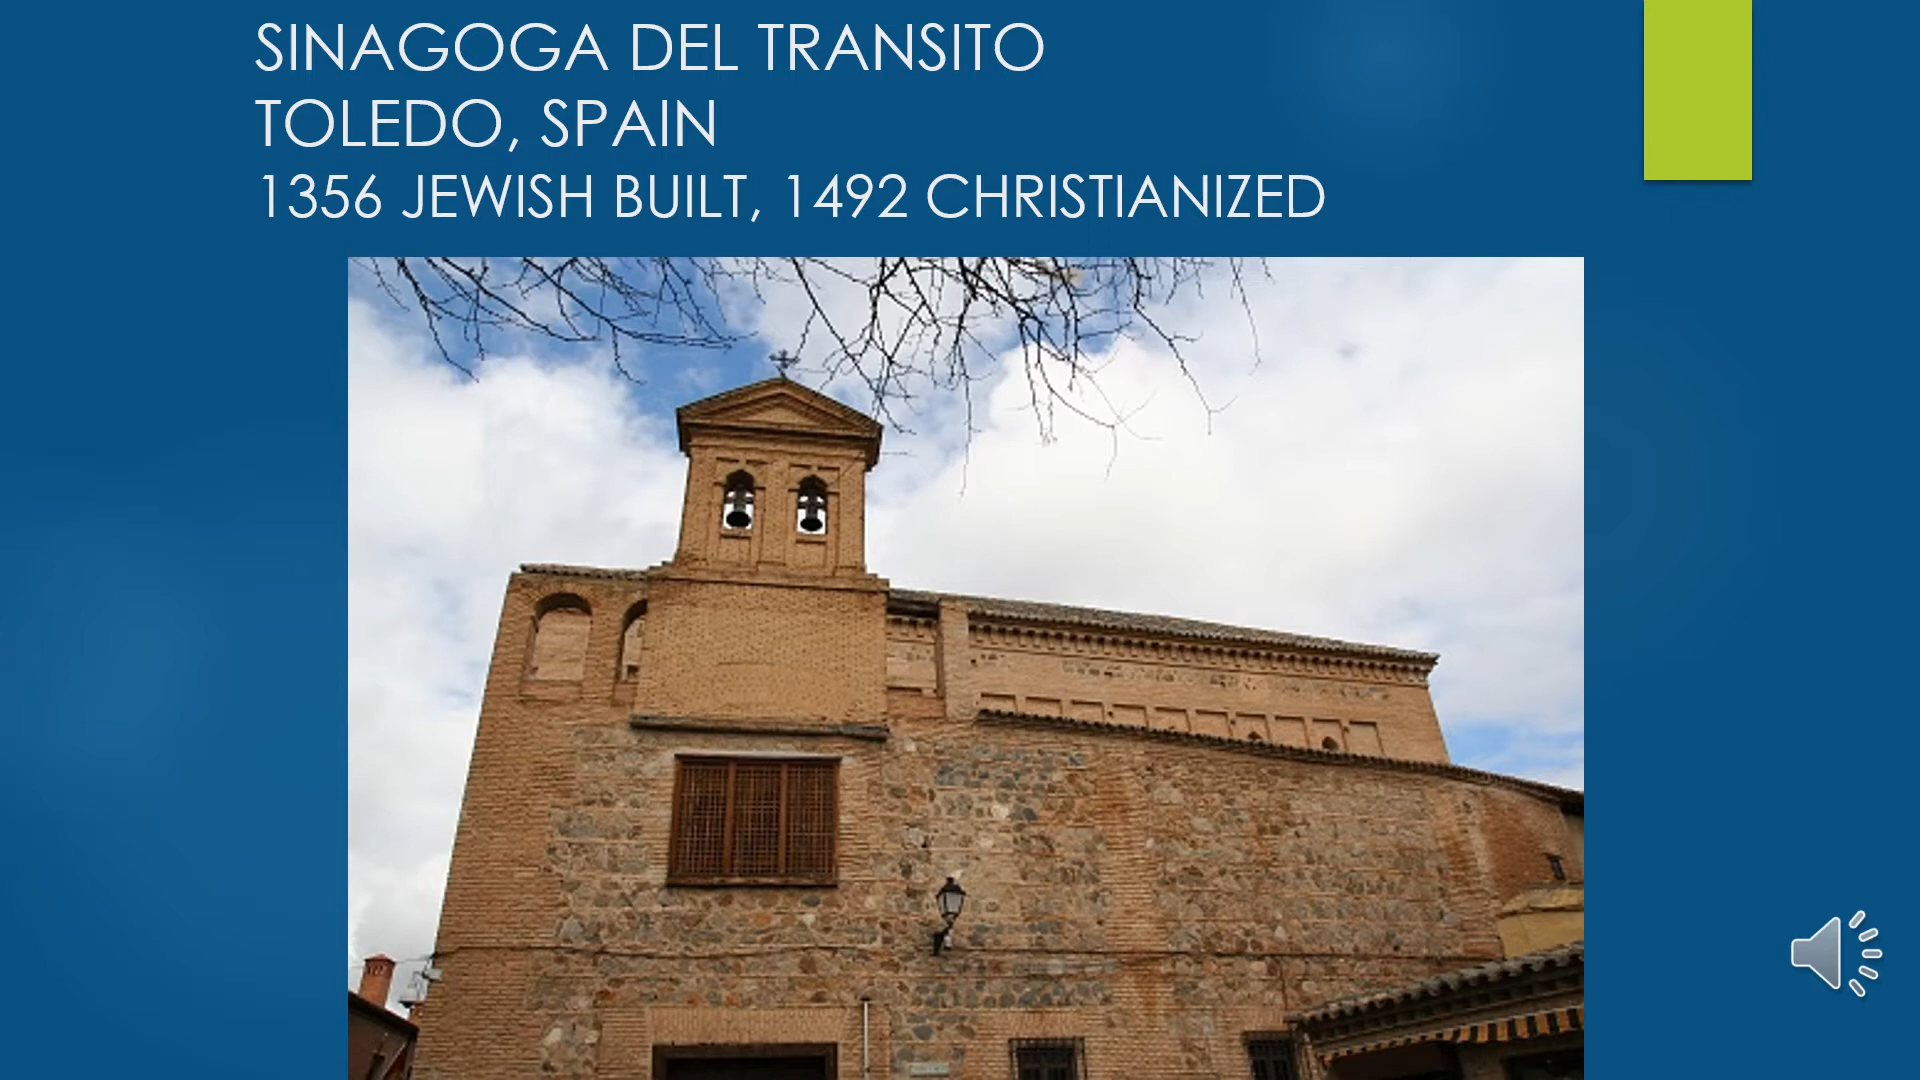 SINAGOGA DEL TRANSITO
TOLEDO, SPAIN
1356 JEWISH BUILT, 1492 CHRISTIANIZED